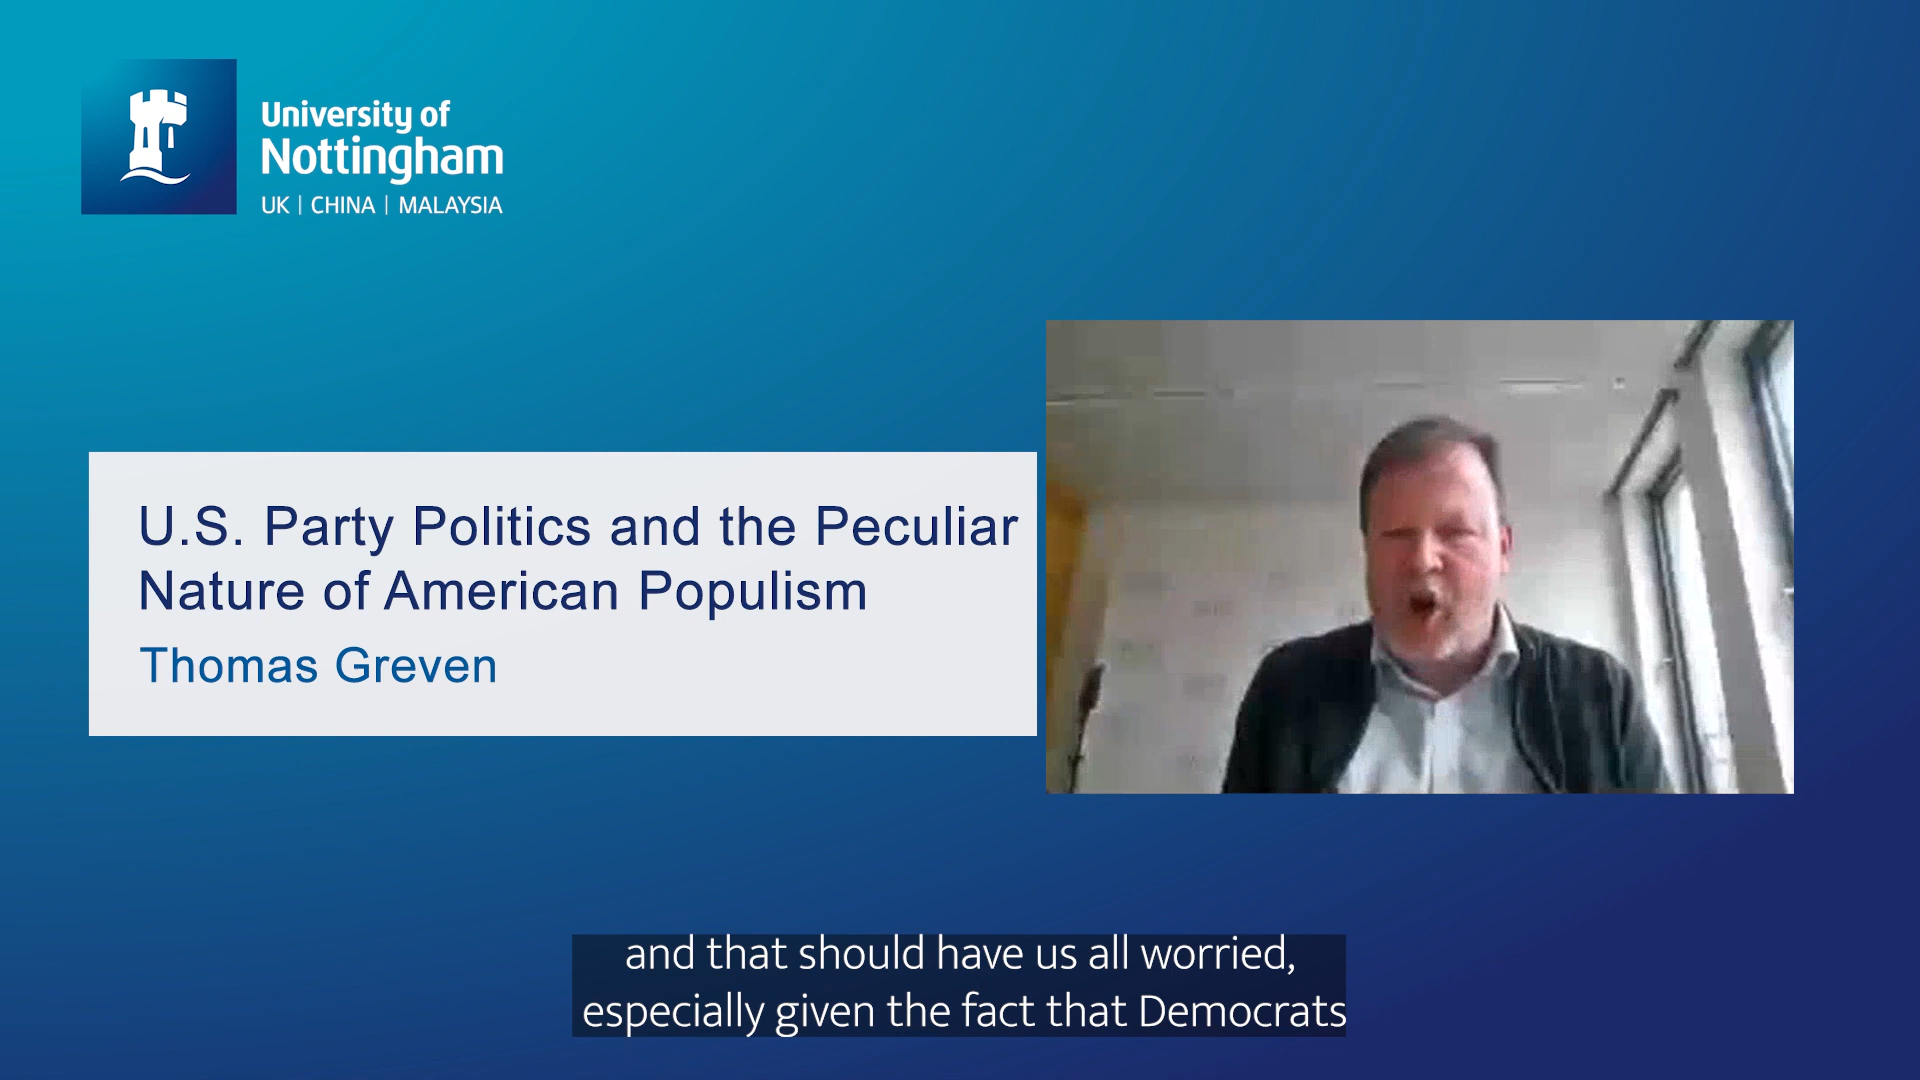 University of
Nottingham
UK | CHINA | MALAYSIA
U.S. Party Politics and the Peculiar
Nature of American Populism
Thomas Greven
and that should have us all worried,
especially given the fact that Democrats